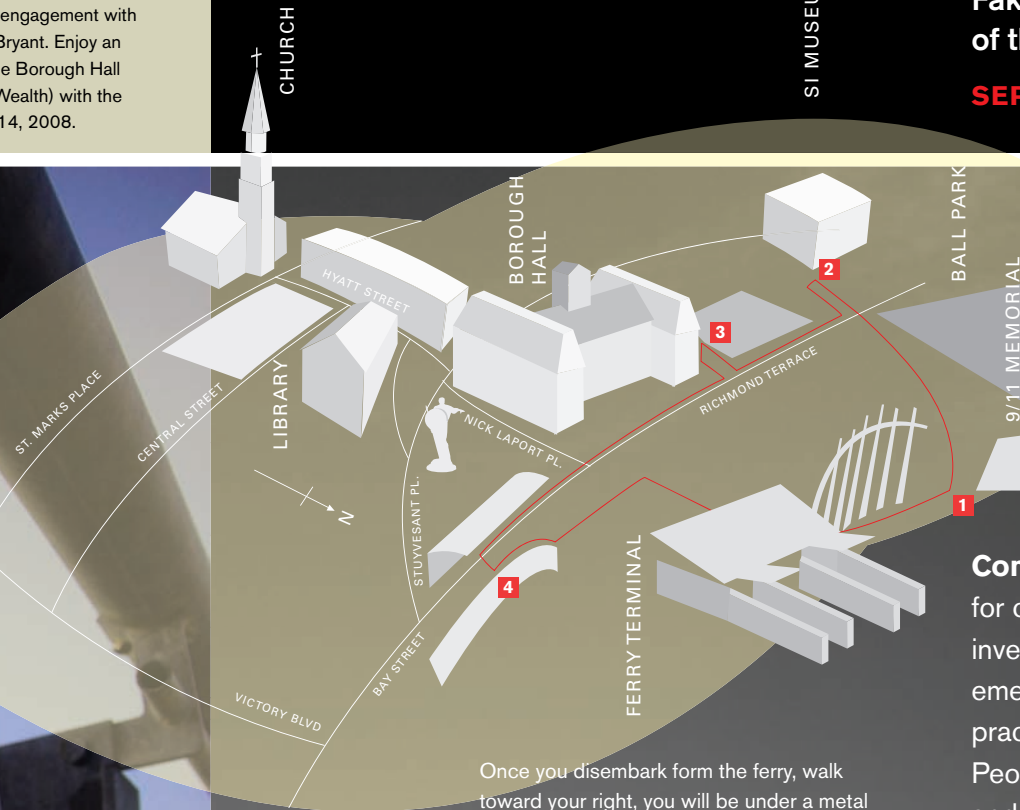 engagement with
Bryant. Enjoy an
e Borough Hall
Wealth) with the
14, 2008.
CHURCH
SI MUSEU
Fak
of th
SEP
BOROUGH
HALL
BALL PARK
9/11 MEMORIAL
2
3
HYATT STREET
RICHMOND TERRACE
ST. MARKS PLACE
CENTRAL STREET
LIBRARY
NICK LAPORT PL.
N
STUYVESANT PL.
1
4
FERRY TERMINAL
BAY STREET
VICTORY BLVD
Con
for c
inve
eme
prac
Peo
Once you disembark form the ferry, walk
toward your right, you will be under a metal